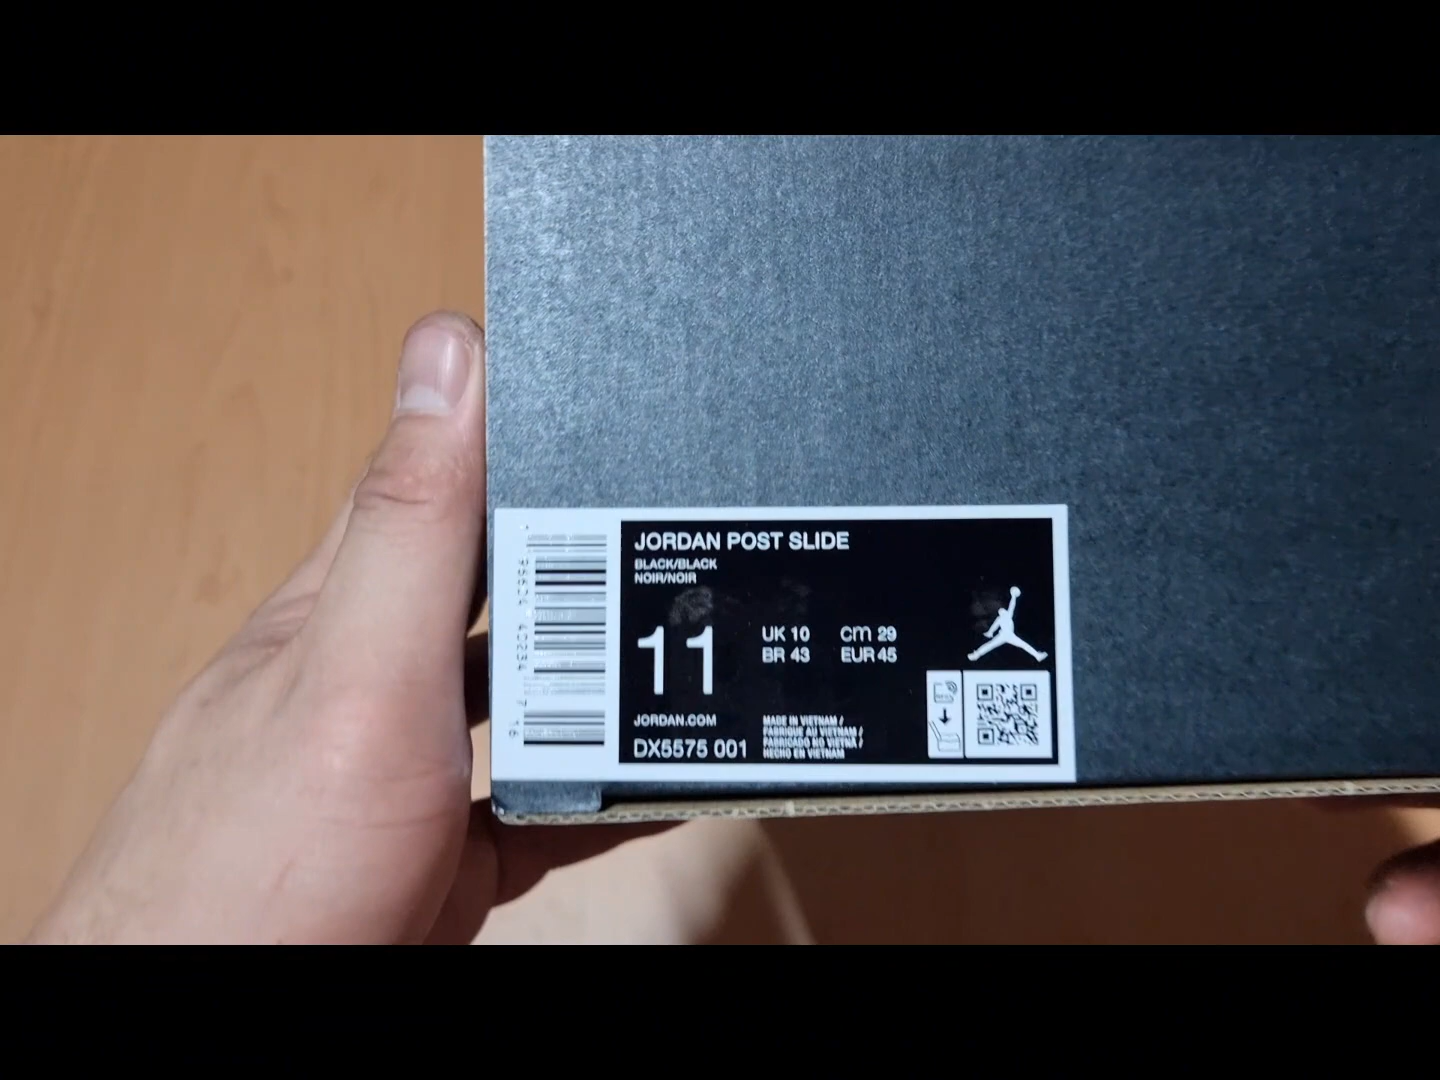 JORDAN POST SLIDE
BLACK/BLACK
NOIR/NOIR
11
UK 10
CM 29
BR 43
EUR 45
JORDAN.COM
DX5575 001
MADE IN VIETNAM /
FABRIQUE AU VIETNAM /
FABRICADO NO VIETNA /
HECHO EN VIETNAM